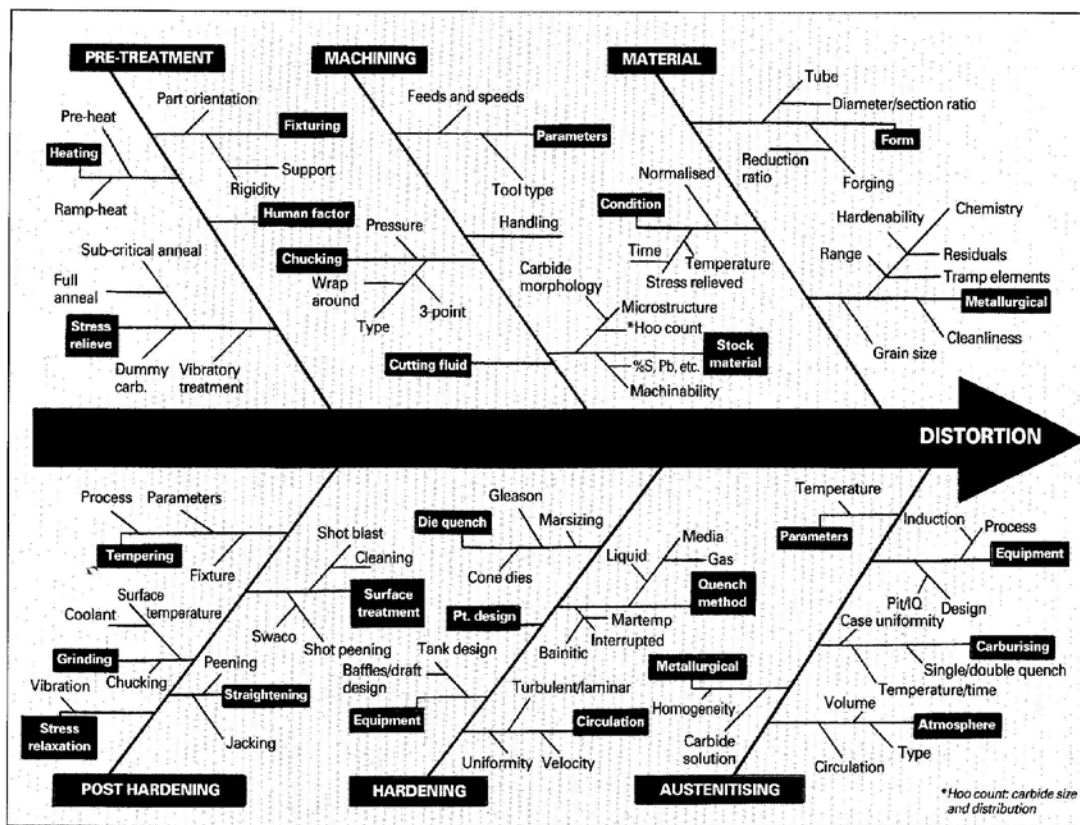 PRE-TREATMENT
Part orientation
Pre-heat
Fixturing
Heating
Support
Rigidity
Ramp-heat
Human factor
Sub-critical anneal
Full
anneal
Stress
relieve
Dummy
carb.
Vibratory
treatment
MACHINING
Feeds and speeds
Parameters
Tool type
Handling
Pressure
Chucking
Wrap
around
Type
3-point
Carbide
morphology
Microstructure
*Hoo count
Cutting fluid
Stock
material
%S, Pb, etc.
Machinability
MATERIAL
Tube
Diameter/section ratio
Form
Reduction
ratio
Forging
Normalised
Condition
Time
Temperature
Stress relieved
Chemistry
Hardenability
Range
Residuals
Tramp elements
Metallurgical
Grain size
Cleanliness
DISTORTION
Process
Parameters
Tempering
Fixture
Shot blast
Cleaning
Surface
treatment
Swaco
Shot peening
Surface
temperature
Coolant
Grinding
Chucking
Peening
Straightening
Jacking
Vibration
Stress
relaxation
POST HARDENING
Gleason
Die quench
Marsizing
Cone dies
Media
Liquid
Gas
Quench
method
Martemp
Interrupted
Bainitic
Pt. design
Tank design
Baffles/draft
design
Equipment
Turbulent/laminar
Circulation
Uniformity
Velocity
HARDENING
Temperature
Parameters
Induction
Process
Equipment
Pit/IQ
Design
Case uniformity
Carburising
Single/double quench
Temperature/time
Metallurgical
Homogeneity
Carbide
solution
Volume
Atmosphere
Type
Circulation
AUSTENITISING
*Hoo count: carbide size
and distribution